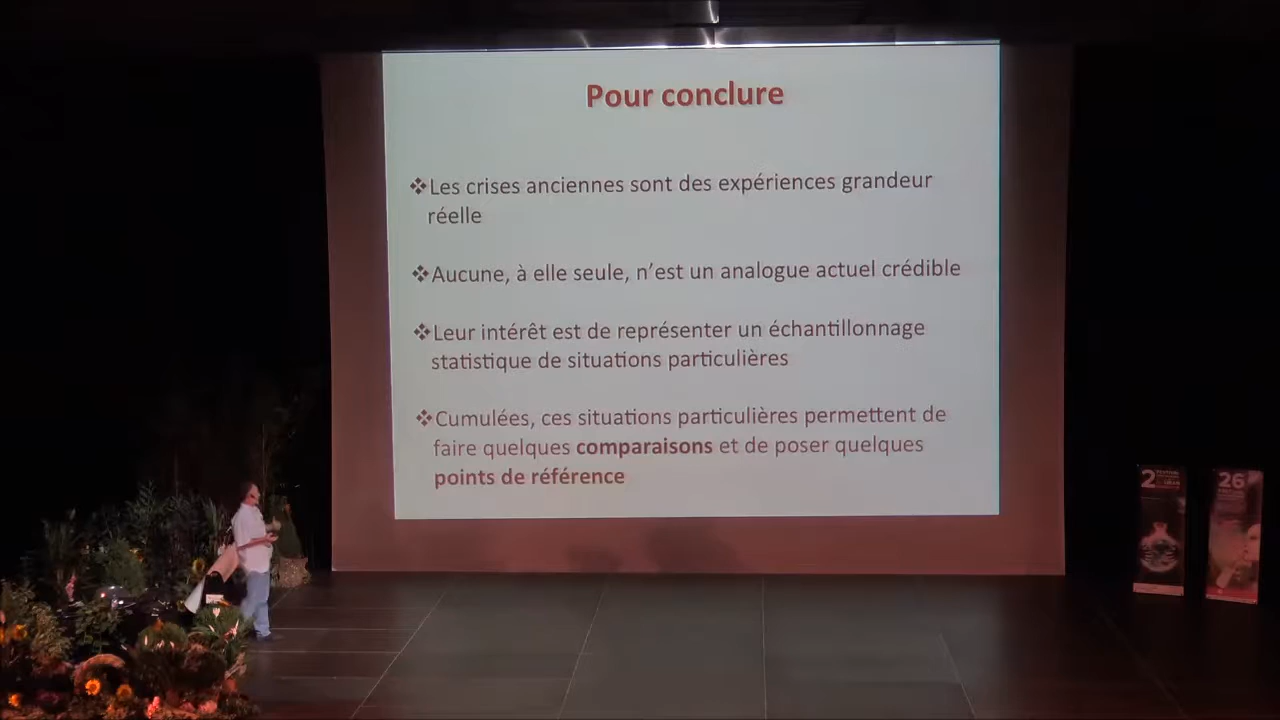 Pour conclure
❖Les crises anciennes sont des expériences grandeur
réelle
❖Aucune, à elle seule, n’est un analogue actuel crédible
❖Leur intérêt est de représenter un échantillonnage
statistique de situations particulières
❖Cumulées, ces situations particulières permettent de
faire quelques comparaisons et de poser quelques
points de référence
2
26